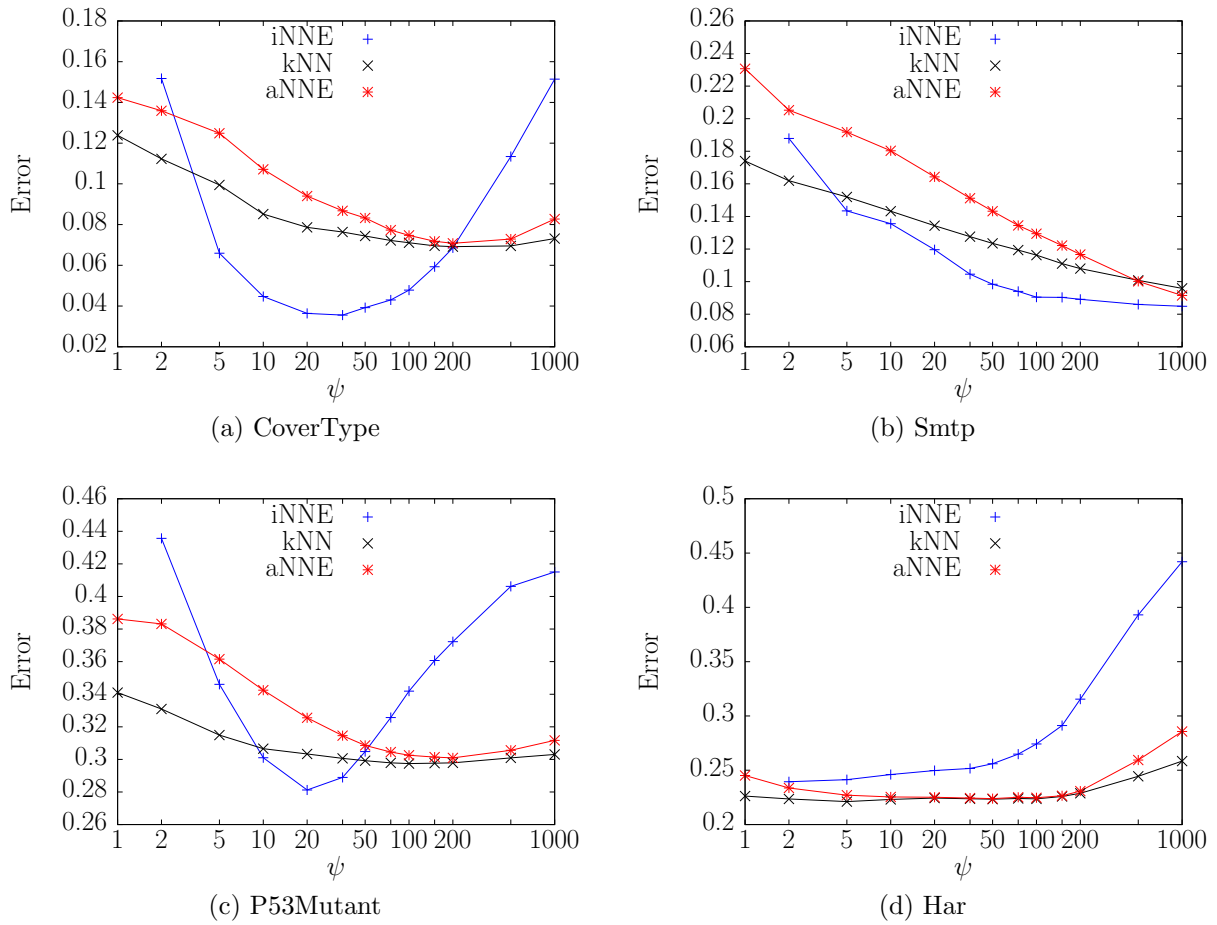 0.18
0.16
0.14
0.12
0.1
0.08
0.06
0.04
0.02
Error
iNNE
kNN
aNNE
1 2 5 10 20 50 100 200 1000
ψ
(a) CoverType
0.26
0.24
0.22
0.2
0.18
0.16
0.14
0.12
0.1
0.08
0.06
Error
iNNE
kNN
aNNE
1 2 5 10 20 50 100 200 1000
ψ
(b) Smtp
0.46
0.44
0.42
0.4
0.38
0.36
0.34
0.32
0.3
0.28
0.26
Error
iNNE
kNN
aNNE
1 2 5 10 20 50 100 200 1000
ψ
(c) P53Mutant
0.5
0.45
0.4
0.35
0.3
0.25
0.2
Error
iNNE
kNN
aNNE
1 2 5 10 20 50 100 200 1000
ψ
(d) Har